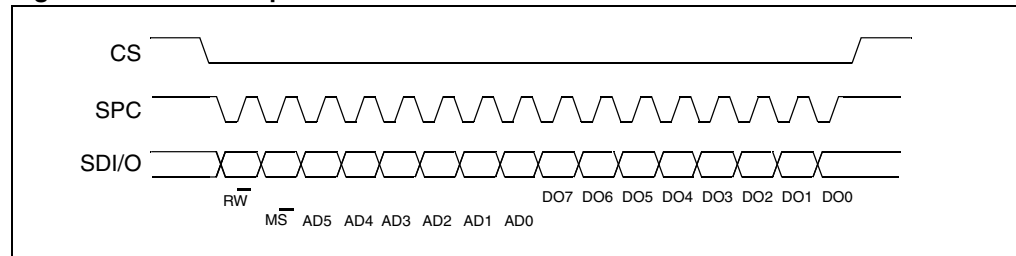 CS
SPC
SDI/O
RW DO7 DO6 DO5 DO4 DO3 DO2 DO1 DO0
MS AD5 AD4 AD3 AD2 AD1 AD0